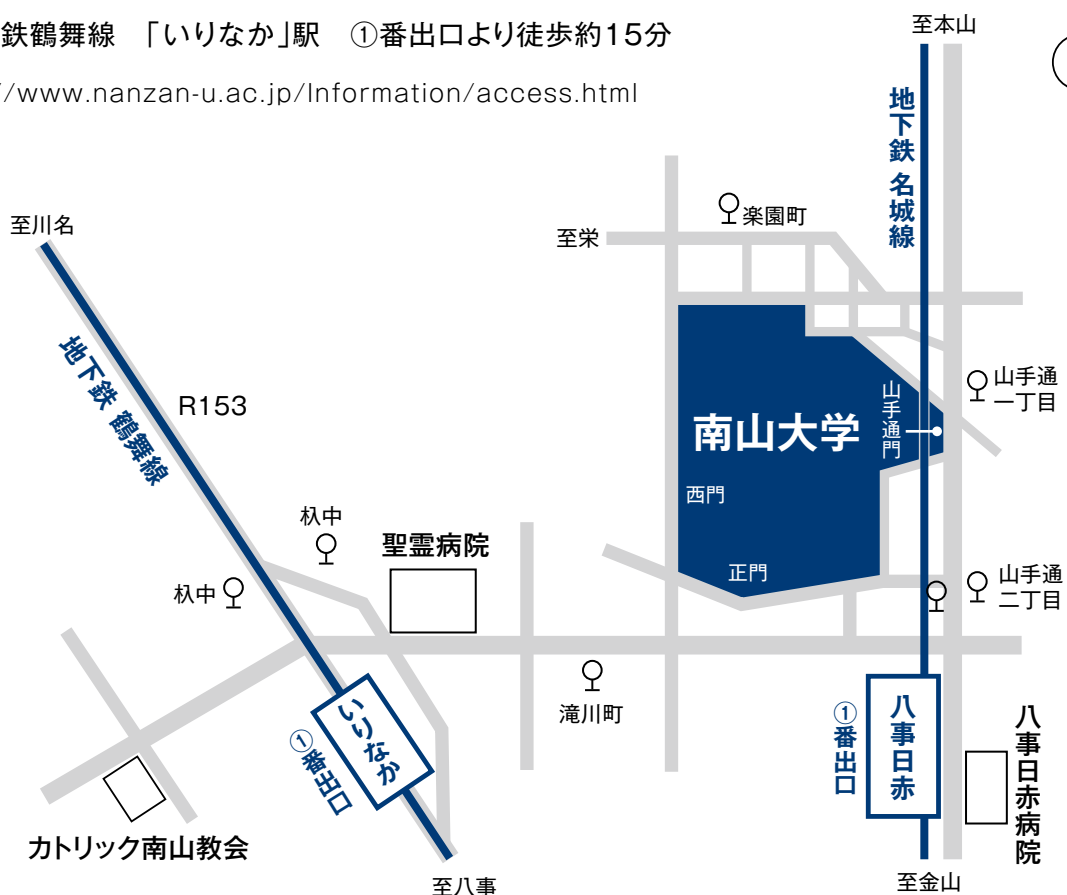 鉄鶴舞線 「いりなか」駅 ①番出口より徒歩約15分
//www.nanzan-u.ac.jp/Information/access.html
至本山
地下鉄 名城線
楽園町
至川名
至栄
地下鉄 鶴舞線
R153
山手通
一丁目
山手通門
南山大学
西門
杁中
聖霊病院
正門
山手通
二丁目
杁中
滝川町
いりなか
①番出口
八事日赤
①番出口
八事日赤病院
カトリック南山教会
至八事
至金山